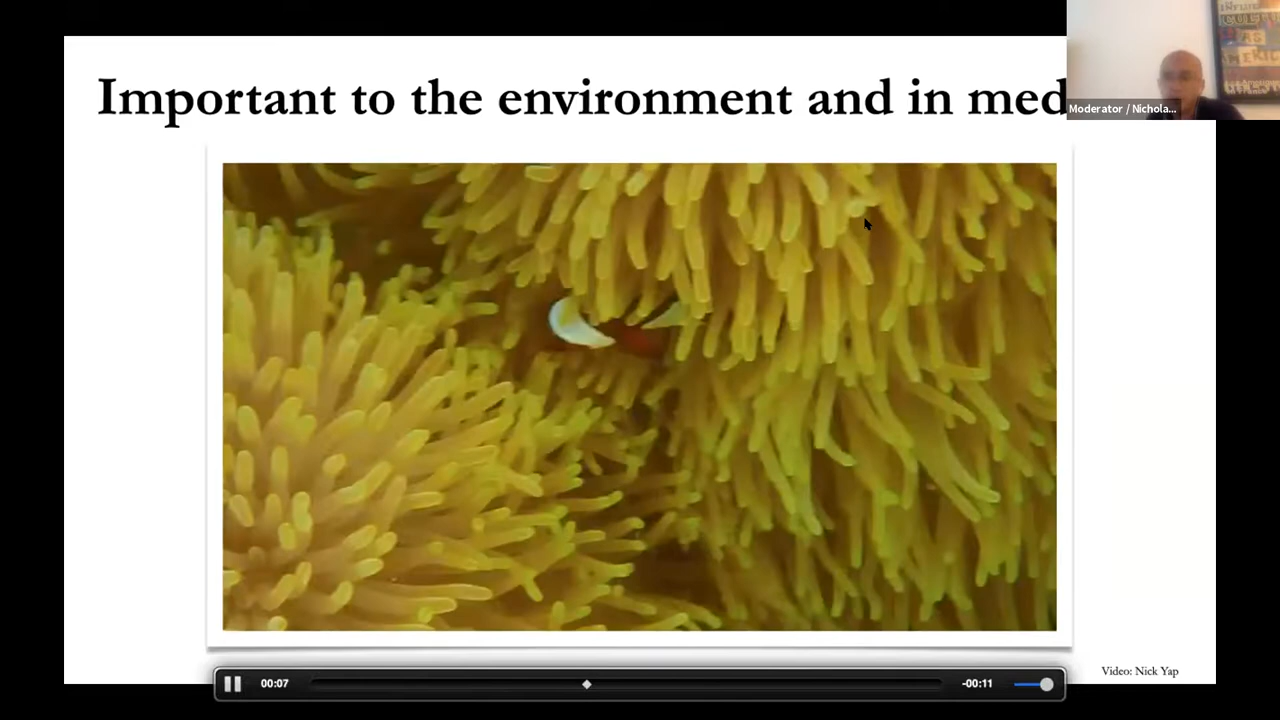 Important to the environment and in med
Moderator / Nichola...
00:07
-00:11
Video: Nick Yap